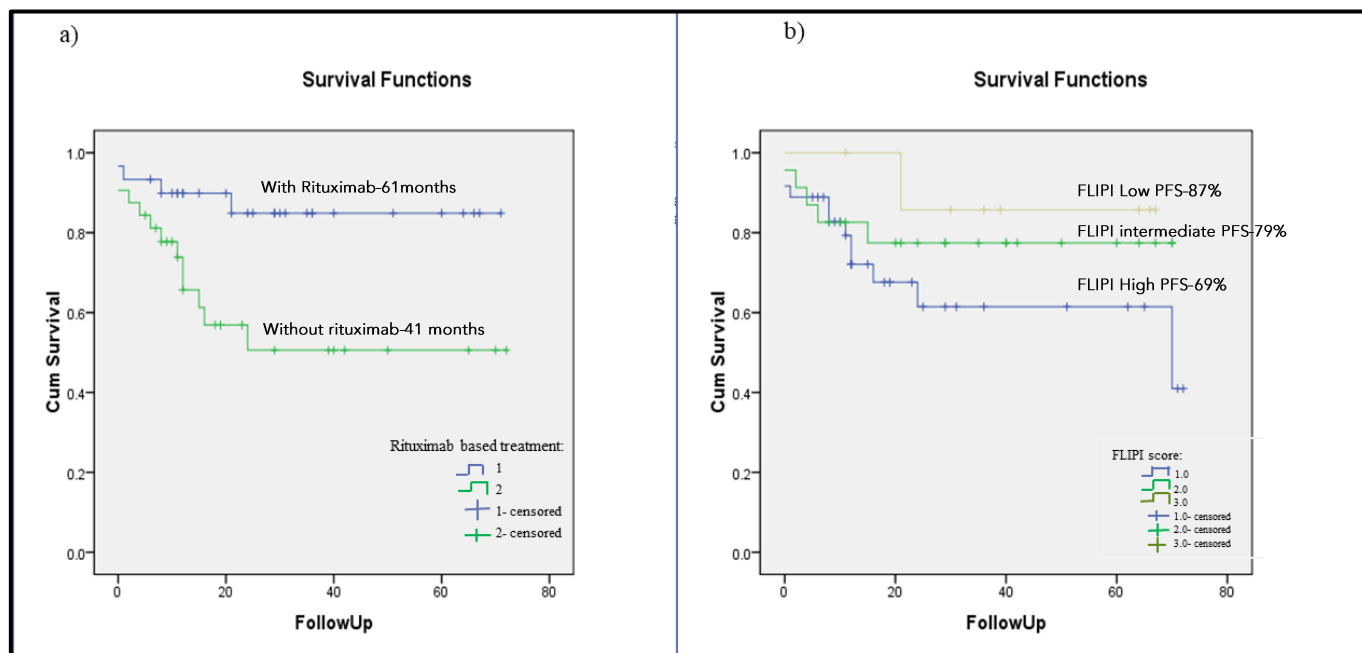 a)
Survival Functions
1.0
0.8
0.6
0.4
0.2
0.0
Cum Survival
With Rituximab-61months
Without rituximab-41 months
Rituximab based treatment:
1
2
1- censored
2- censored
0 20 40 60 80
FollowUp
b)
Survival Functions
1.0
0.8
0.6
0.4
0.2
0.0
Cum Survival
FLIPI Low PFS-87%
FLIPI intermediate PFS-79%
FLIPI High PFS-69%
FLIPI score:
1.0
2.0
3.0
1.0- censored
2.0- censored
3.0- censored
0 20 40 60 80
FollowUp